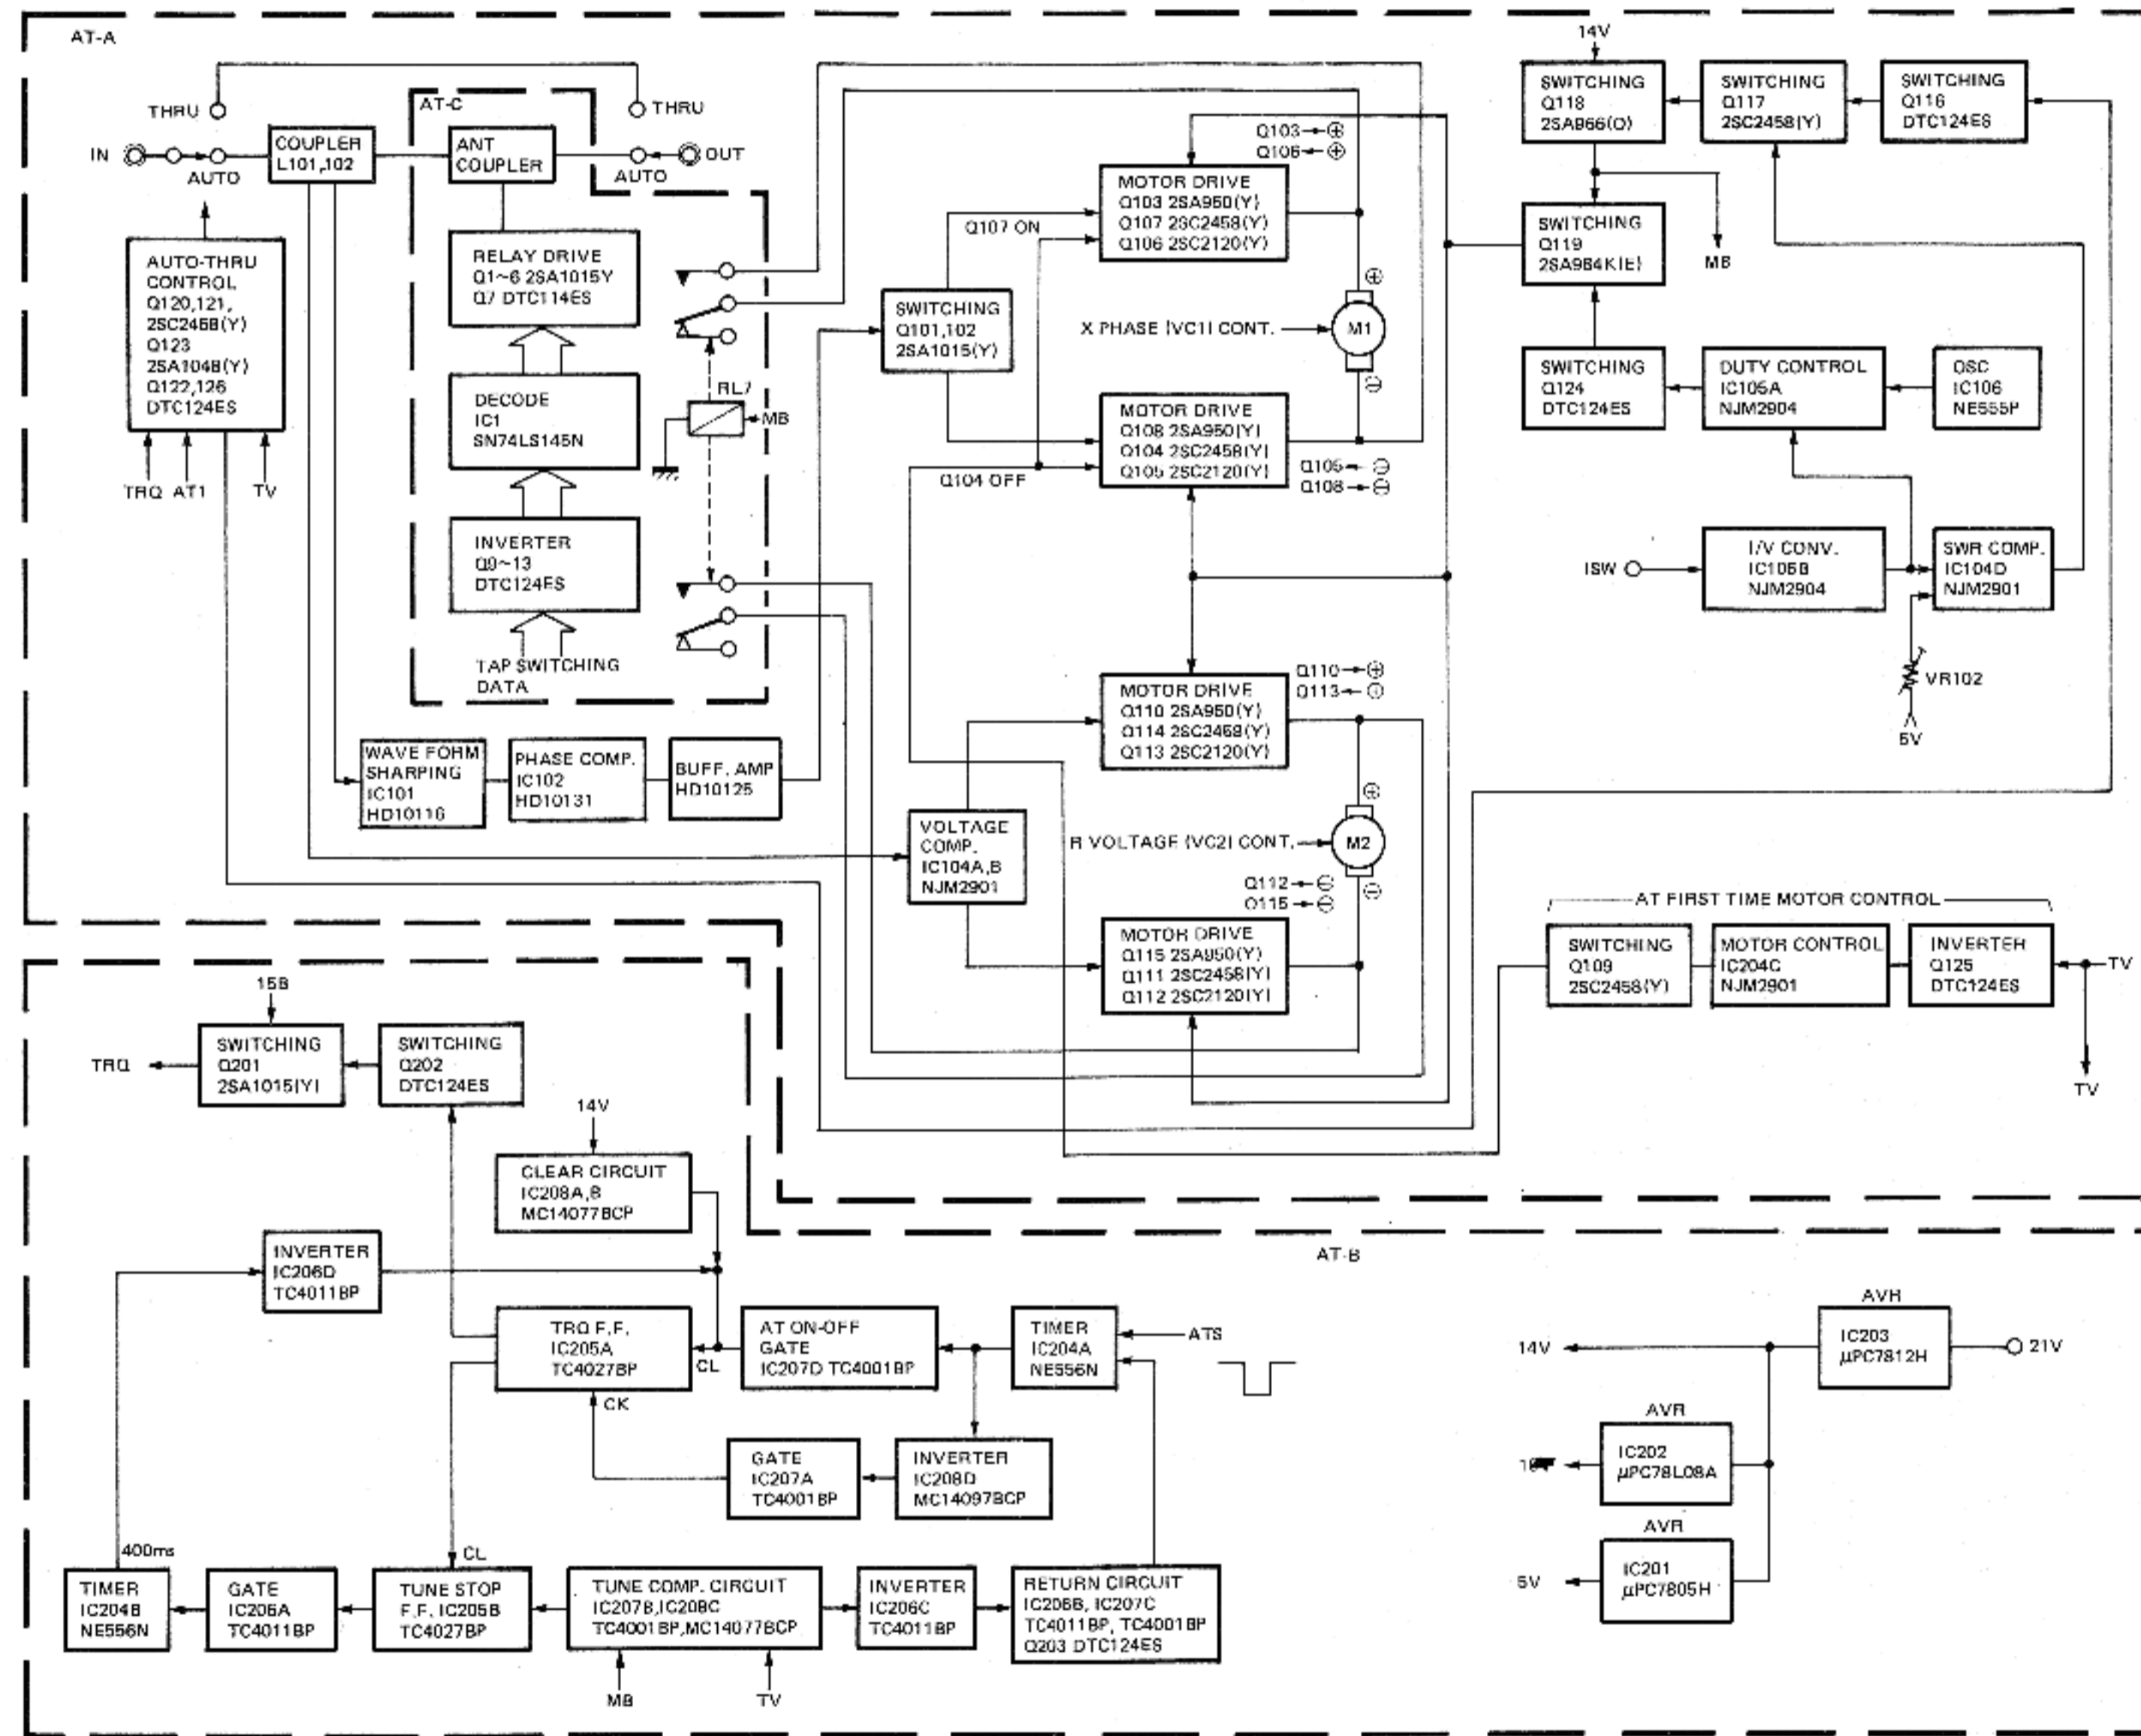 AT-A
THRU
IN
AUTO
COUPLER
L101,102
AT-C
ANT
COUPLER
THRU
OUT
AUTO
AUTO-THRU
CONTROL
Q120,121,
2SC2458(Y)
Q123
2SA1048(Y)
Q122,126
DTC124ES
TRQ AT1 TV
RELAY DRIVE
Q1~6 2SA1015Y
Q7 DTC114ES
DECODE
IC1
SN74LS145N
INVERTER
Q9~13
DTC124ES
TAP SWITCHING
DATA
RL7
MB
WAVE FORM
SHARPING
IC101
HD10116
PHASE COMP.
IC102
HD10131
BUFF. AMP
HD10125
SWITCHING
Q101,102
2SA1015(Y)
Q107 ON
Q104 OFF
Q103→⊕
Q106←⊕
MOTOR DRIVE
Q103 2SA950(Y)
Q107 2SC2458(Y)
Q106 2SC2120(Y)
⊕
X PHASE (VC1) CONT.
M1
⊖
MOTOR DRIVE
Q108 2SA950(Y)
Q104 2SC2458(Y)
Q105 2SC2120(Y)
Q105←⊖
Q108→⊖
Q110→⊕
Q113←⊕
MOTOR DRIVE
Q110 2SA950(Y)
Q114 2SC2458(Y)
Q113 2SC2120(Y)
⊕
VOLTAGE
COMP.
IC104A,B
NJM2901
R VOLTAGE (VC2) CONT.
M2
⊖
Q112←⊖
Q115→⊖
MOTOR DRIVE
Q115 2SA950(Y)
Q111 2SC2458(Y)
Q112 2SC2120(Y)
14V
SWITCHING
Q118
2SA966(O)
SWITCHING
Q117
2SC2458(Y)
SWITCHING
Q116
DTC124ES
SWITCHING
Q119
2SA984K(E)
MB
SWITCHING
Q124
DTC124ES
DUTY CONTROL
IC105A
NJM2904
OSC
IC106
NE555P
ISW
I/V CONV.
IC105B
NJM2904
SWR COMP.
IC104D
NJM2901
VR102
5V
AT FIRST TIME MOTOR CONTROL
SWITCHING
Q109
2SC2458(Y)
MOTOR CONTROL
IC204C
NJM2901
INVERTER
Q125
DTC124ES
TV
TV
15B
TRQ
SWITCHING
Q201
2SA1015(Y)
SWITCHING
Q202
DTC124ES
14V
CLEAR CIRCUIT
IC208A,B
MC14077BCP
INVERTER
IC206D
TC4011BP
AT-B
TRQ F.F.
IC205A
TC4027BP
CL
CK
AT ON-OFF
GATE
IC207D TC4001BP
TIMER
IC204A
NE556N
ATS
GATE
IC207A
TC4001BP
INVERTER
IC208D
MC14097BCP
400ms
CL
TIMER
IC204B
NE556N
GATE
IC206A
TC4011BP
TUNE STOP
F.F. IC205B
TC4027BP
TUNE COMP. CIRCUIT
IC207B,IC208C
TC4001BP,MC14077BCP
INVERTER
IC206C
TC4011BP
RETURN CIRCUIT
IC206B, IC207C
TC4011BP, TC4001BP
Q203 DTC124ES
MB
TV
AVR
14V
IC203
μPC7812H
21V
AVR
IC202
μPC78L08A
AVR
5V
IC201
μPC7805H